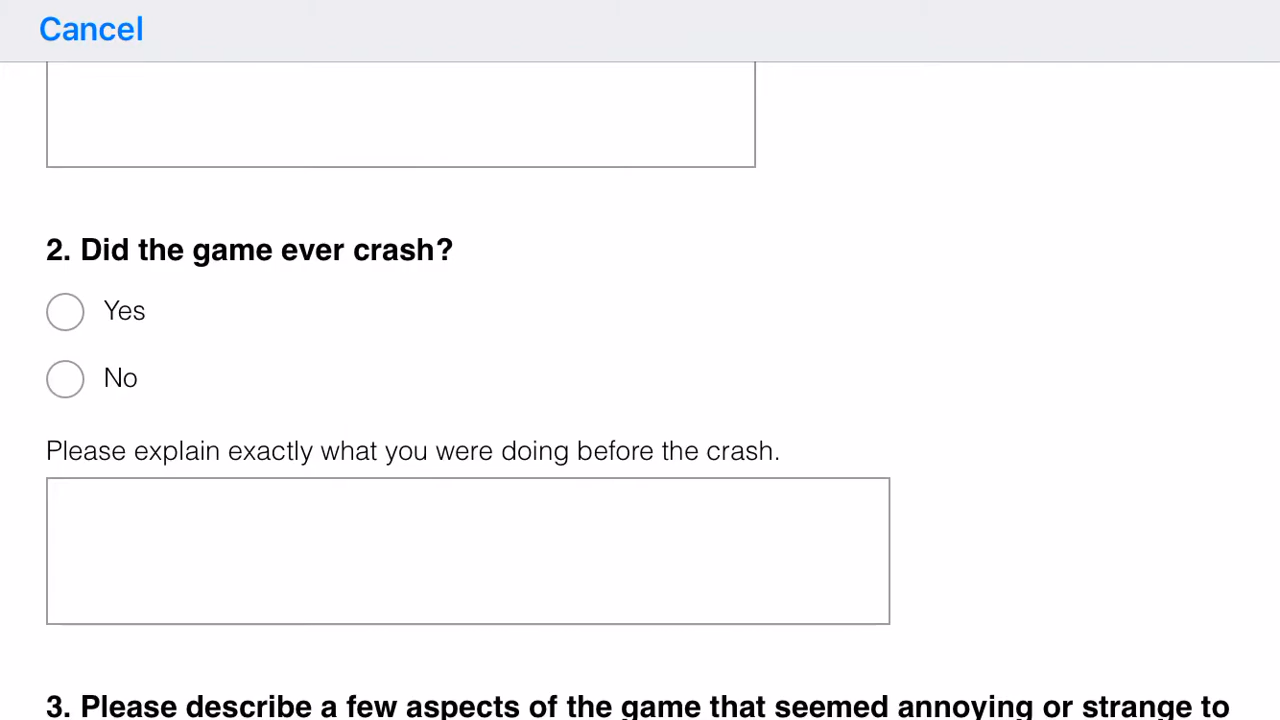 Cancel
2. Did the game ever crash?
Yes
No
Please explain exactly what you were doing before the crash.
3. Please describe a few aspects of the game that seemed annoying or strange to